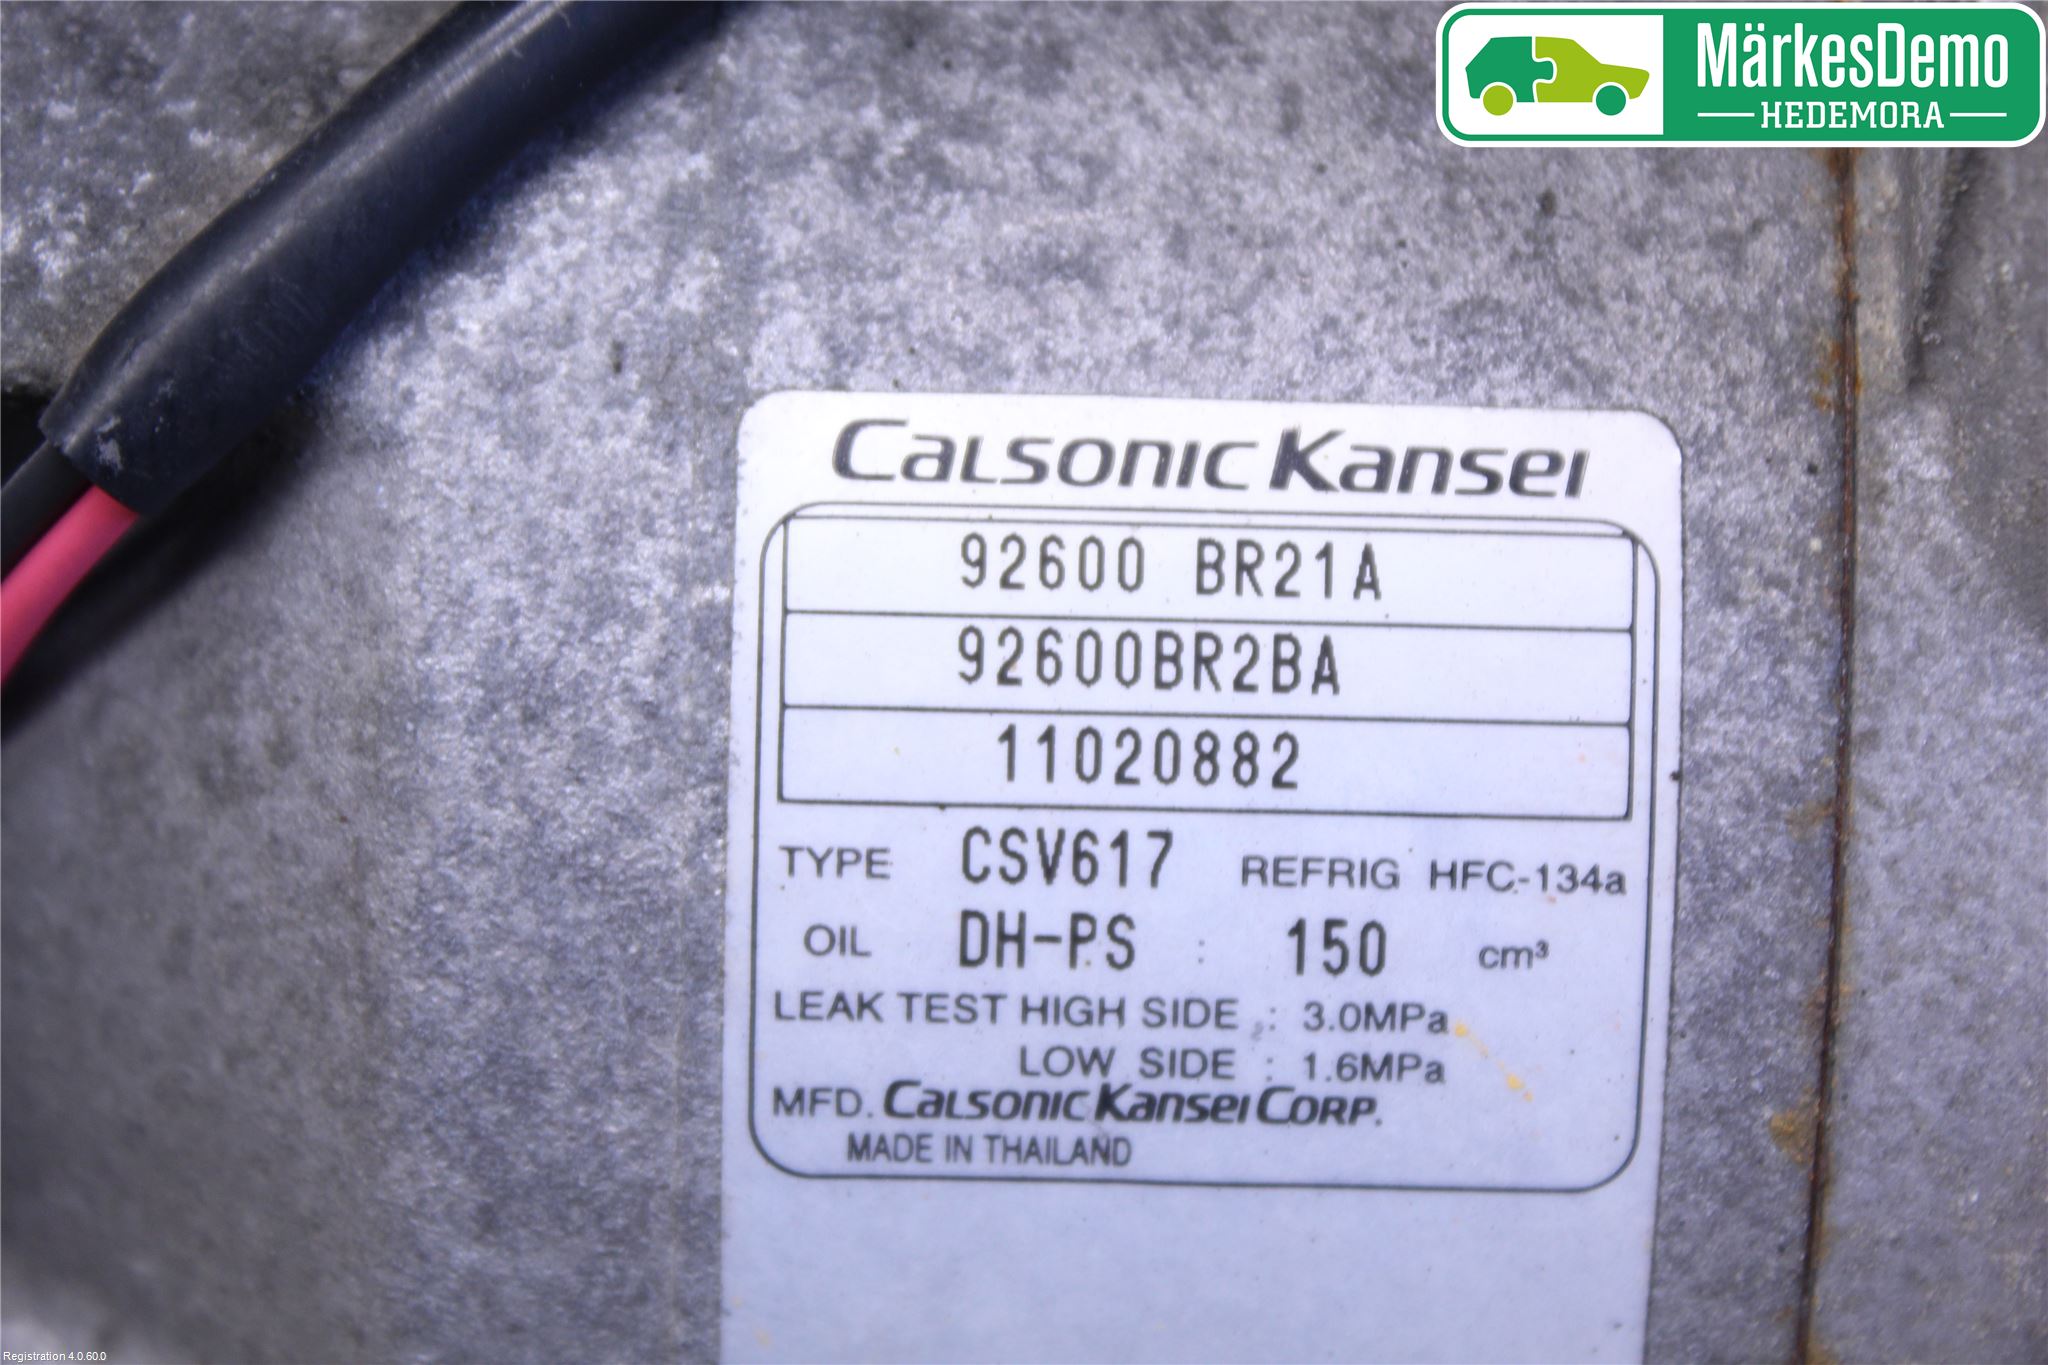 MärkesDemo
HEDEMORA
CALSONIC KANSEI
92600 BR21A
92600BR2BA
11020882
TYPE CSV617 REFRIG HFC-134a
OIL DH-PS : 150 cm³
LEAK TEST HIGH SIDE : 3.0MPa
LOW SIDE : 1.6MPa
MFD. CALSONIC KANSEI CORP.
MADE IN THAILAND
Registration 4.0.60.0